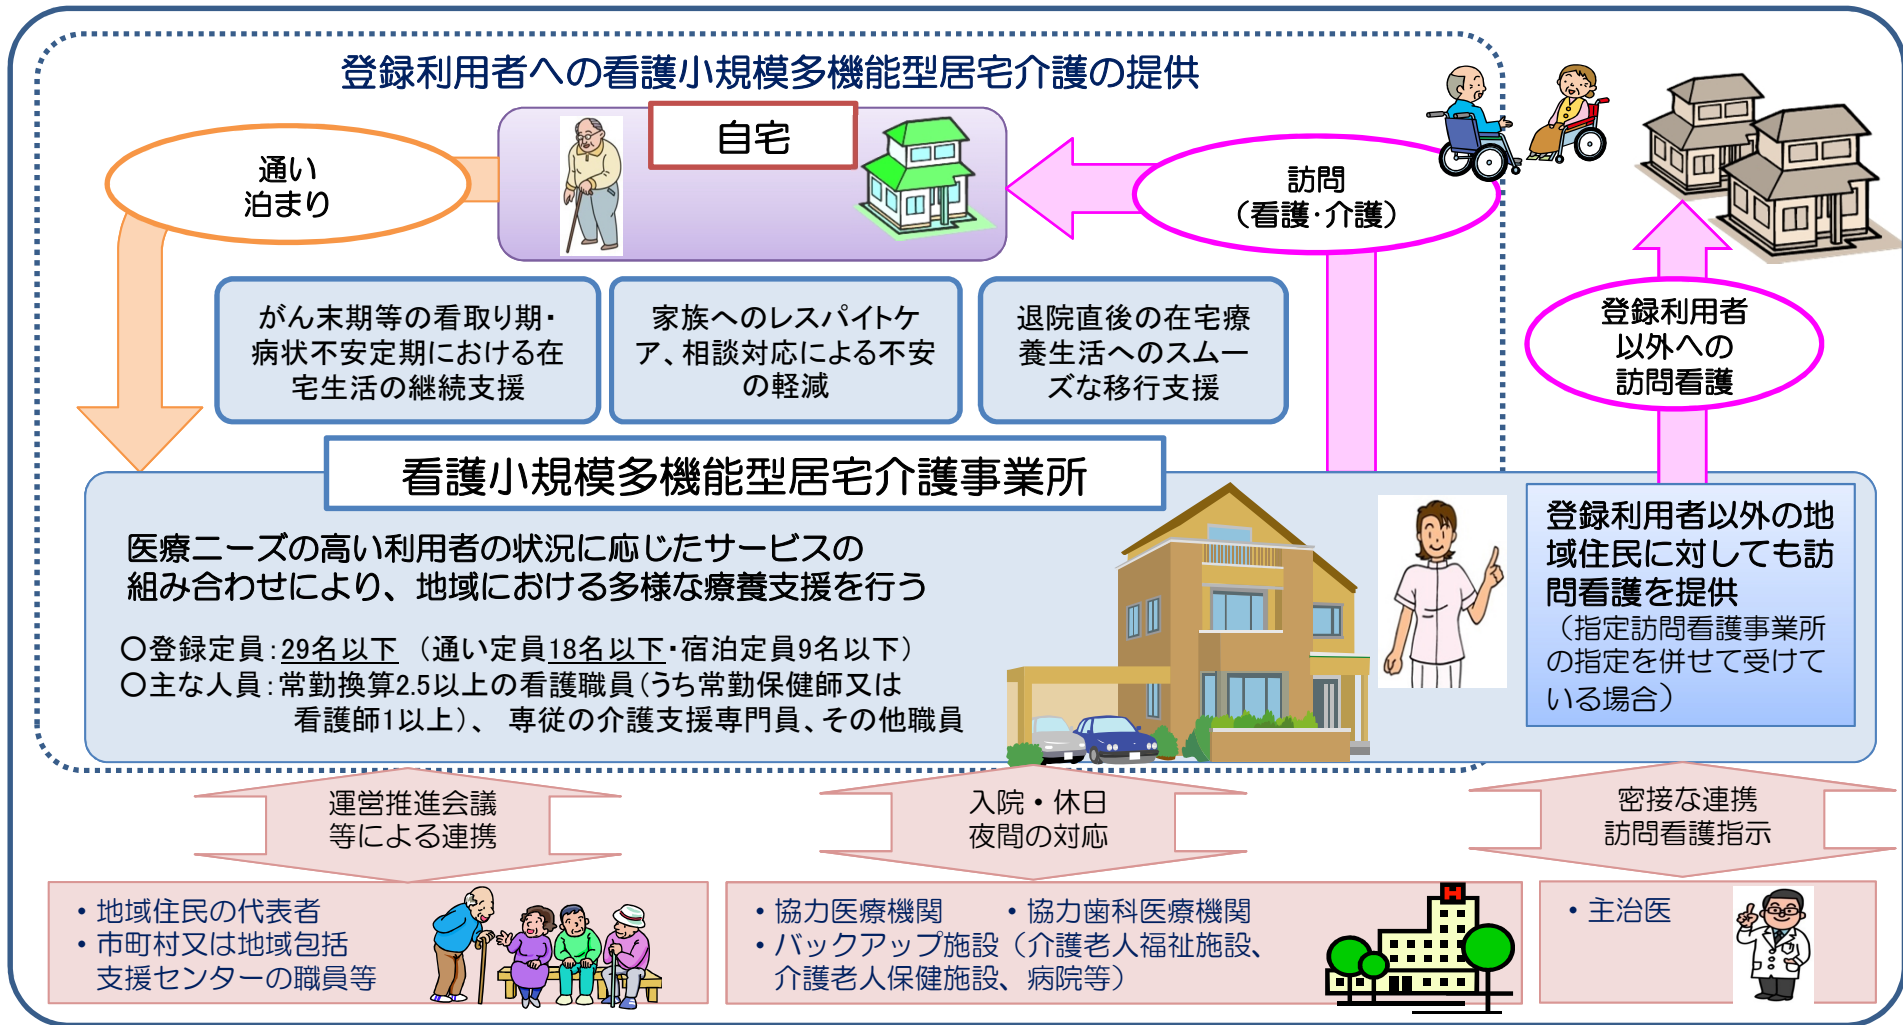 登録利用者への看護小規模多機能型居宅介護の提供
自宅
通い
泊まり
訪問
（看護・介護）
がん末期等の看取り期・
病状不安定期における在
宅生活の継続支援
家族へのレスパイトケ
ア、相談対応による不安
の軽減
退院直後の在宅療
養生活へのスムー
ズな移行支援
登録利用者
以外への
訪問看護
看護小規模多機能型居宅介護事業所
医療ニーズの高い利用者の状況に応じたサービスの
組み合わせにより、地域における多様な療養支援を行う
○登録定員：29名以下 （通い定員18名以下・宿泊定員9名以下）
○主な人員：常勤換算2.5以上の看護職員（うち常勤保健師又は
看護師1以上）、 専従の介護支援専門員、その他職員
登録利用者以外の地
域住民に対しても訪
問看護を提供
（指定訪問看護事業所
の指定を併せて受けて
いる場合）
運営推進会議
等による連携
入院・休日
夜間の対応
密接な連携
訪問看護指示
・地域住民の代表者
・市町村又は地域包括
支援センターの職員等
・協力医療機関 ・協力歯科医療機関
・バックアップ施設（介護老人福祉施設、
介護老人保健施設、病院等）
H
・主治医